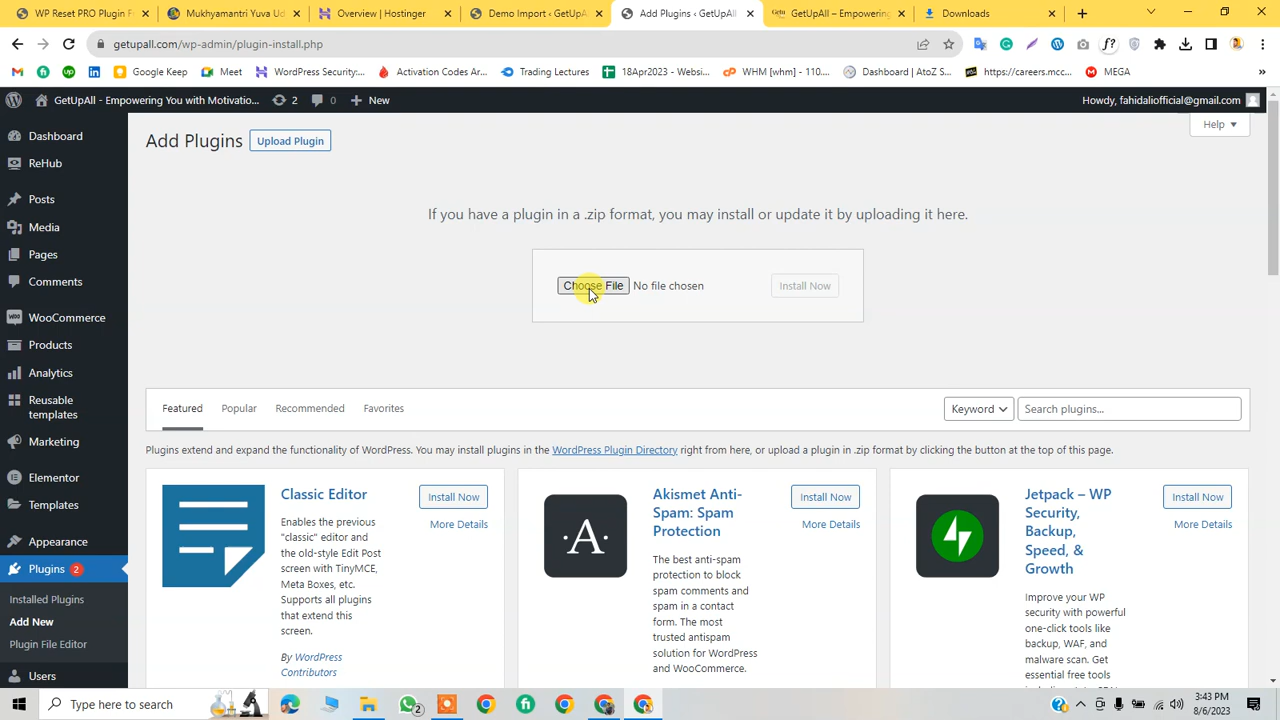 WP Reset PRO Plugin F
Mukhyamantri Yuva Ud
Overview | Hostinger
Demo Import ‹ GetUpA
Add Plugins ‹ GetUpAll
GetUpAll – Empowering
Downloads
getupall.com/wp-admin/plugin-install.php
Google Keep
Meet
WordPress Security:...
Activation Codes Ar...
Trading Lectures
18Apr2023 - Websi...
WHM [whm] - 110....
Dashboard | AtoZ S...
https://careers.mcc...
MEGA
GetUpAll - Empowering You with Motivatio...
2
0
New
Howdy, fahidaliofficial@gmail.com
Dashboard
ReHub
Posts
Media
Pages
Comments
WooCommerce
Products
Analytics
Reusable
templates
Marketing
Elementor
Templates
Appearance
Plugins 2
Installed Plugins
Add New
Plugin File Editor
Users
Add Plugins
Upload Plugin
Help
If you have a plugin in a .zip format, you may install or update it by uploading it here.
Choose File No file chosen
Install Now
Featured
Popular
Recommended
Favorites
Keyword
Search plugins...
Plugins extend and expand the functionality of WordPress. You may install plugins in the WordPress Plugin Directory right from here, or upload a plugin in .zip format by clicking the button at the top of this page.
Classic Editor
Install Now
More Details
Enables the previous
"classic" editor and
the old-style Edit Post
screen with TinyMCE,
Meta Boxes, etc.
Supports all plugins
that extend this
screen.
By WordPress
Contributors
·A·
Akismet Anti-
Spam: Spam
Protection
Install Now
More Details
The best anti-spam
protection to block
spam comments and
spam in a contact
form. The most
trusted antispam
solution for WordPress
and WooCommerce.
Jetpack – WP
Security,
Backup,
Speed, &
Growth
Install Now
More Details
Improve your WP
security with powerful
one-click tools like
backup, WAF, and
malware scan. Get
essential free tools
Type here to search
2
3:43 PM
8/6/2023